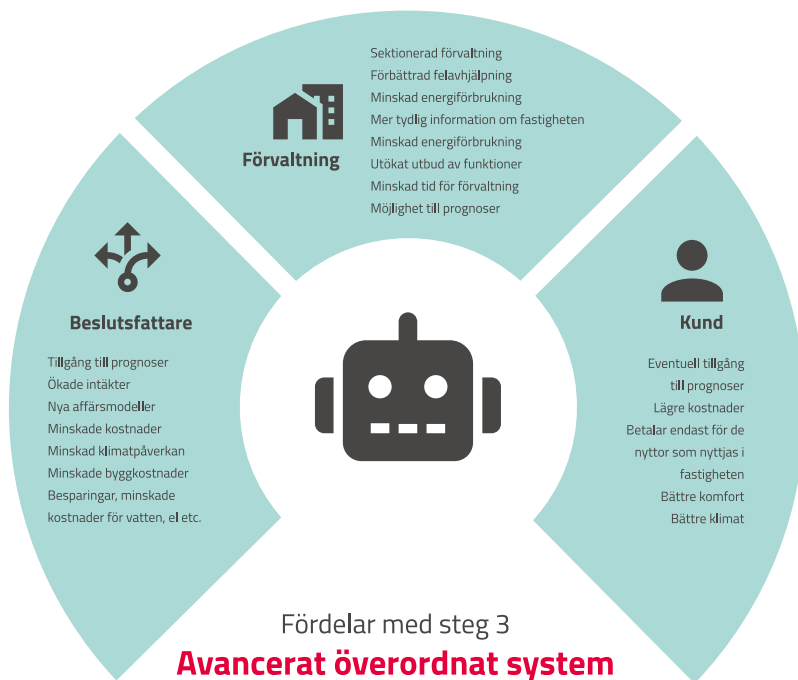 Förvaltning
Sektionerad förvaltning
Förbättrad felavhjälpning
Minskad energiförbrukning
Mer tydlig information om fastigheten
Minskad energiförbrukning
Utökat utbud av funktioner
Minskad tid för förvaltning
Möjlighet till prognoser
Beslutsfattare
Tillgång till prognoser
Ökade intäkter
Nya affärsmodeller
Minskade kostnader
Minskad klimatpåverkan
Minskade byggkostnader
Besparingar, minskade
kostnader för vatten, el etc.
Kund
Eventuell tillgång
till prognoser
Lägre kostnader
Betalar endast för de
nyttor som nyttjas i
fastigheten
Bättre komfort
Bättre klimat
Fördelar med steg 3
Avancerat överordnat system